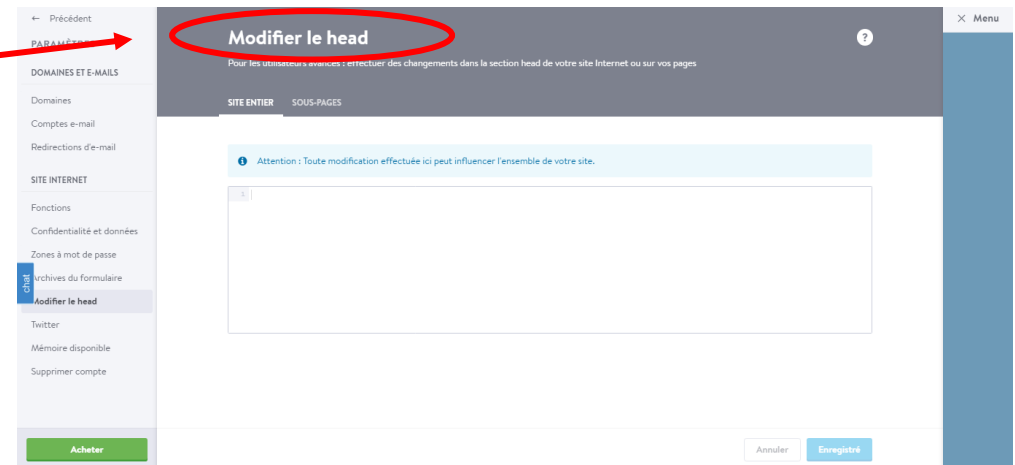 ← Précédent
PARAMÈTRES
DOMAINES ET E-MAILS
Domaines
Comptes e-mail
Redirections d'e-mail
SITE INTERNET
Fonctions
Confidentialité et données
Zones à mot de passe
Archives du formulaire
chat
Modifier le head
Twitter
Mémoire disponible
Supprimer compte
Acheter
Modifier le head
?
Pour les utilisateurs avancés : effectuer des changements dans la section head de votre site Internet ou sur vos pages
SITE ENTIER SOUS-PAGES
Attention : Toute modification effectuée ici peut influencer l'ensemble de votre site.
1
Annuler Enregistré
× Menu